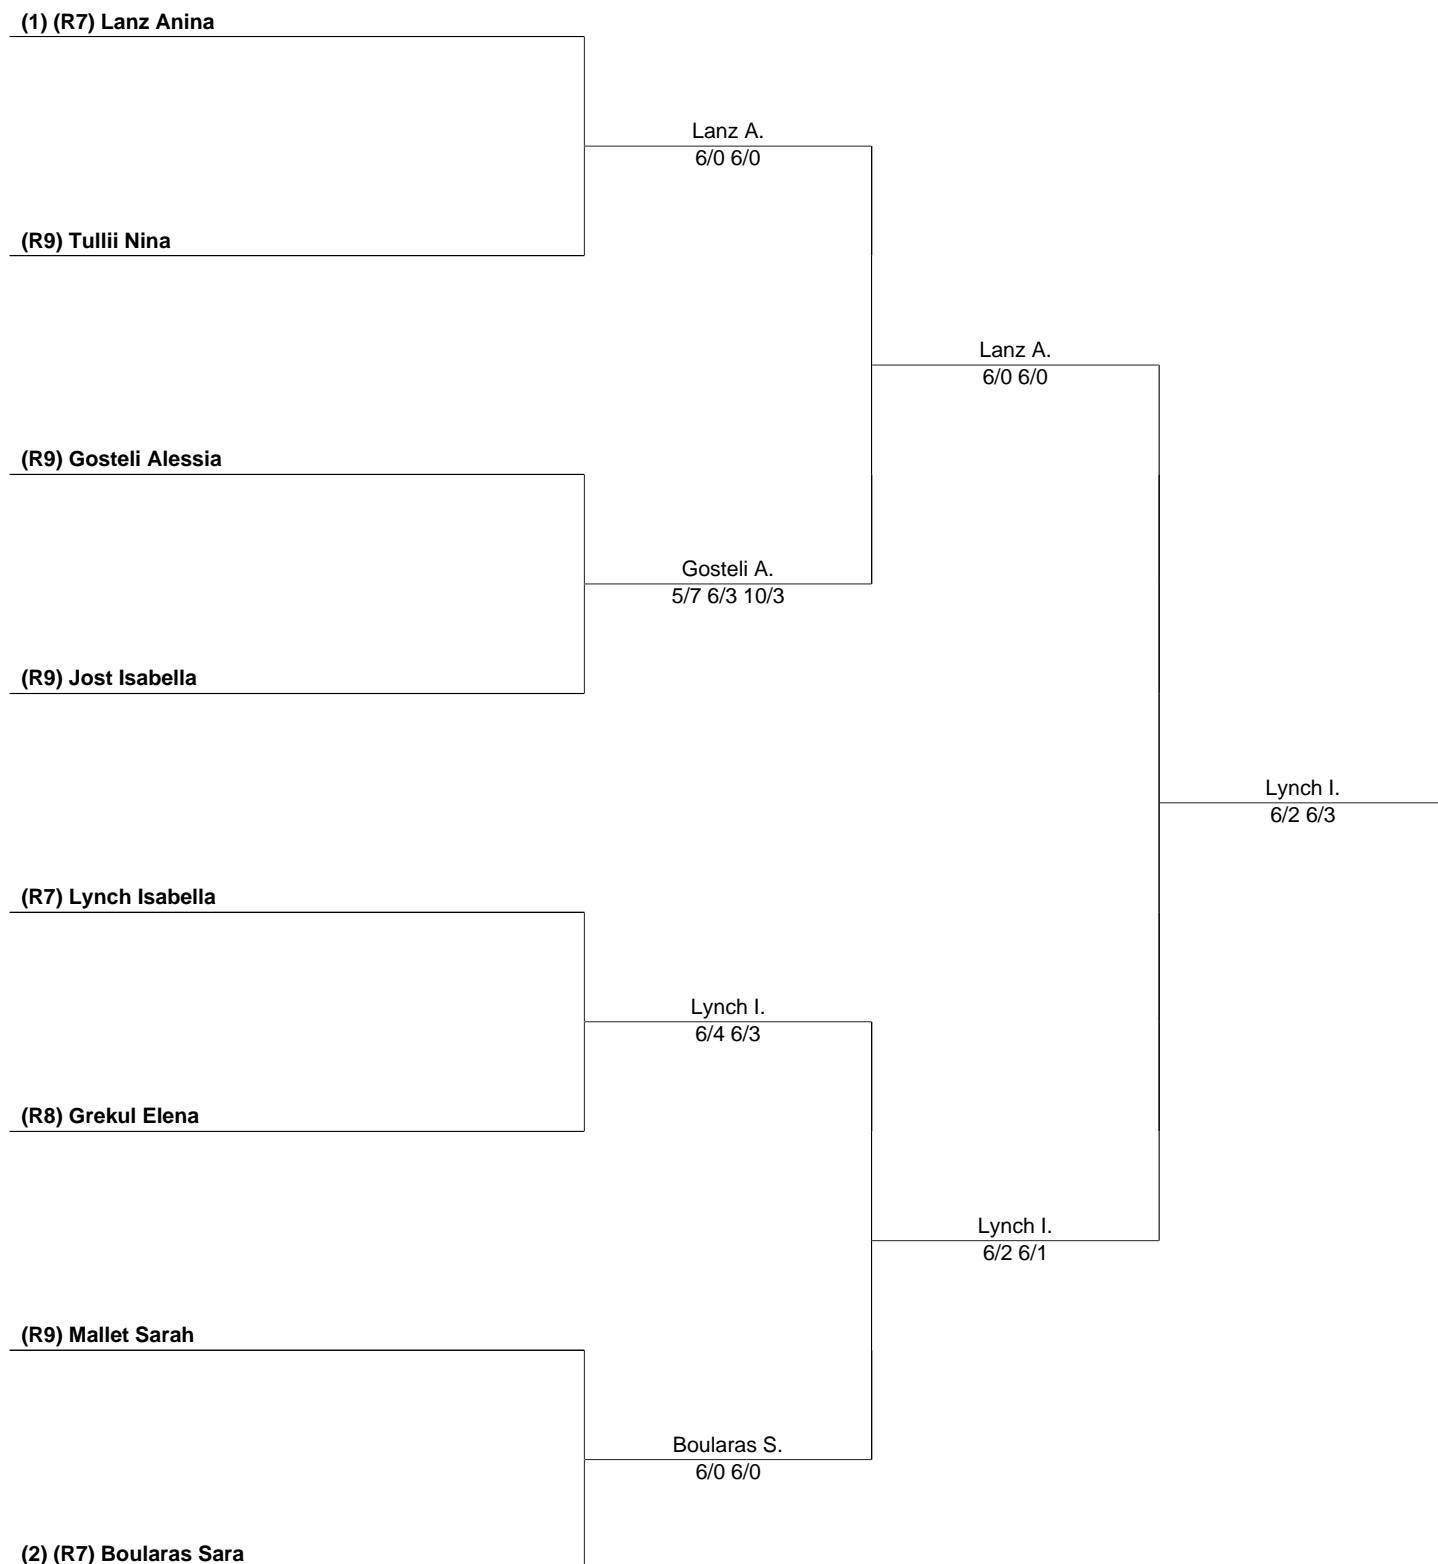 (1) (R7) Lanz Anina
Lanz A.
6/0 6/0
(R9) Tullii Nina
Lanz A.
6/0 6/0
(R9) Gosteli Alessia
Gosteli A.
5/7 6/3 10/3
(R9) Jost Isabella
Lynch I.
6/2 6/3
(R7) Lynch Isabella
Lynch I.
6/4 6/3
(R8) Grekul Elena
Lynch I.
6/2 6/1
(R9) Mallet Sarah
Boularas S.
6/0 6/0
(2) (R7) Boularas Sara